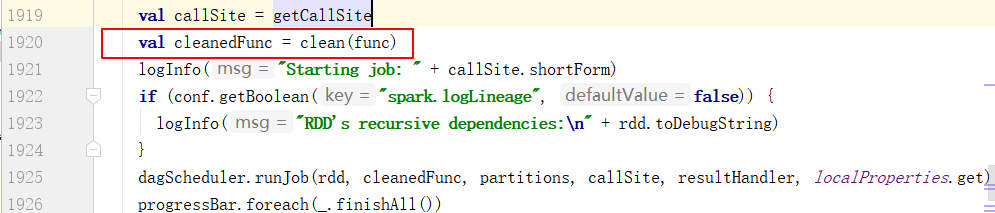 1919 val callSite = getCallSite
1920 val cleanedFunc = clean(func)
1921 logInfo( msg = "Starting job: " + callSite.shortForm)
1922 if (conf.getBoolean( key = "spark.logLineage", defaultValue = false)) {
1923 logInfo( msg = "RDD's recursive dependencies:\n" + rdd.toDebugString)
1924 }
1925 dagScheduler.runJob(rdd, cleanedFunc, partitions, callSite, resultHandler, localProperties.get)
1926 progressBar.foreach(_.finishAll())